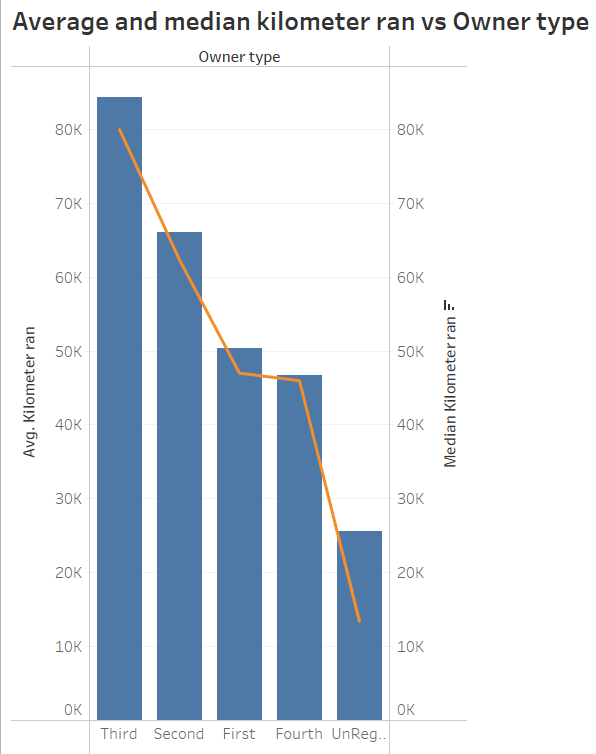 Average and median kilometer ran vs Owner type
Owner type
80K
70K
60K
50K
40K
30K
20K
10K
0K
Avg. Kilometer ran
80K
70K
60K
50K
40K
30K
20K
10K
0K
Median Kilometer ran
Third Second First Fourth UnReg..